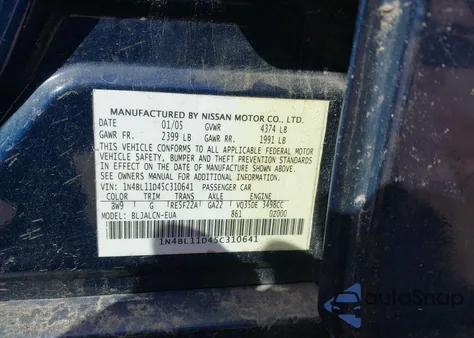 MANUFACTURED BY NISSAN MOTOR CO., LTD.
DATE 01/05 GVWR 4374 LB
GAWR FR. 2399 LB GAWR RR. 1991 LB
THIS VEHICLE CONFORMS TO ALL APPLICABLE FEDERAL MOTOR
VEHICLE SAFETY, BUMPER AND THEFT PREVENTION STANDARDS
IN EFFECT ON THE DATE OF MANUFACTURE SHOWN ABOVE.
SEE OWNERS MANUAL FOR ADDITIONAL INFORMATION.
VIN: 1N4BL11D45C310641 PASSENGER CAR
COLOR TRIM TRANS AXLE ENGINE
BW9 G RE5F22A GA22 VQ35DE 3498CC
MODEL: BLJALCN-EUA 861 02000
1N4BL11D45C310641
autoSnap